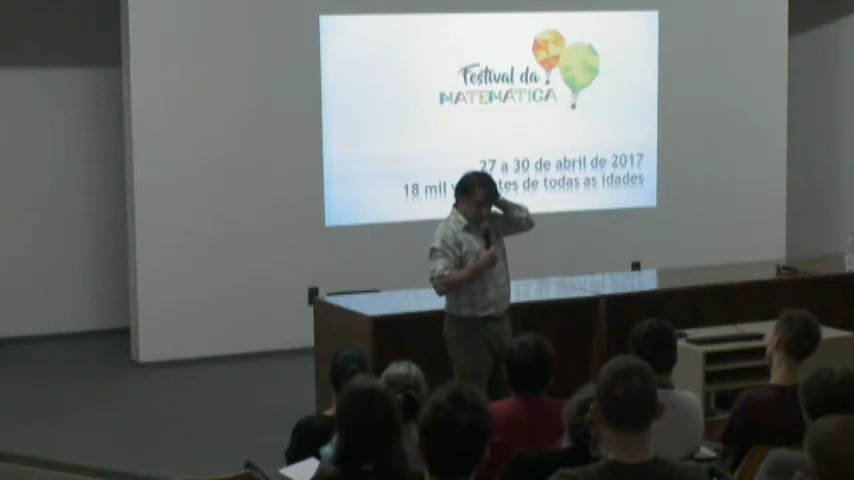 Festival da
MATEMÁTICA
27 a 30 de abril de 2017
18 mil de todas as idades